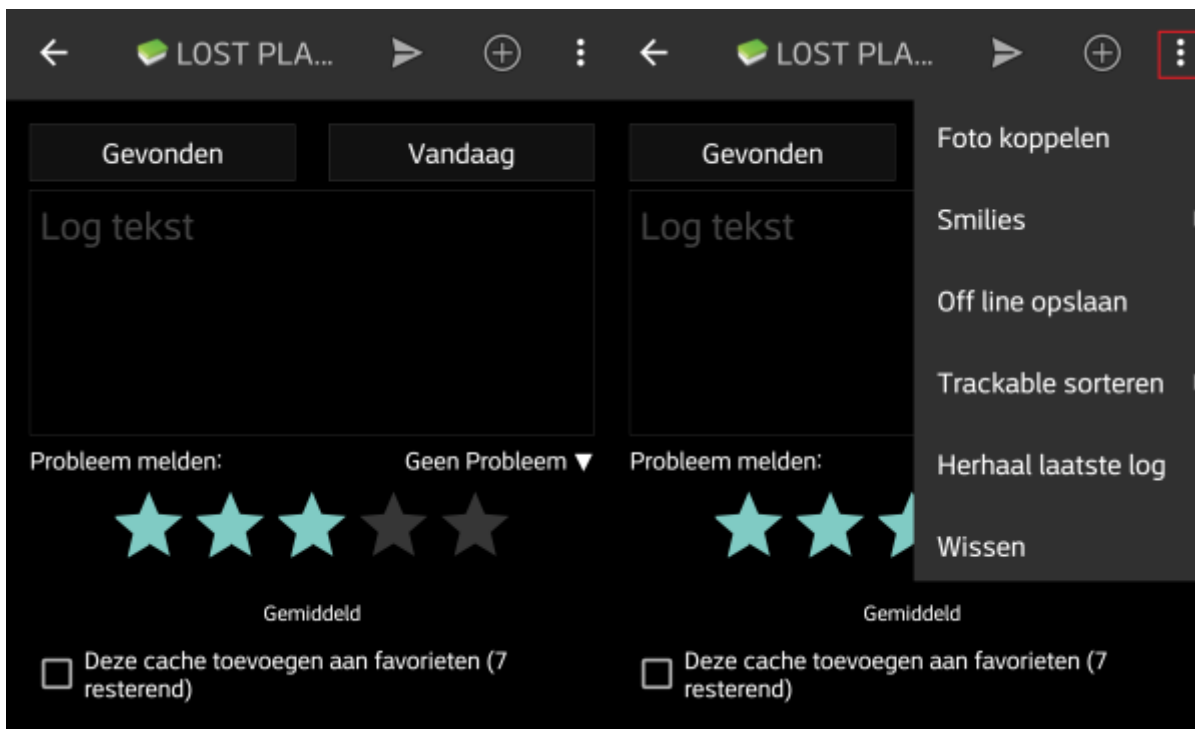 LOST PLA...
Gevonden
Vandaag
Log tekst
Probleem melden:
Geen Probleem ▼
Gemiddeld
Deze cache toevoegen aan favorieten (7
resterend)
LOST PLA...
Gevonden
Log tekst
Probleem melden:
Gemiddeld
Deze cache toevoegen aan favorieten (7
resterend)
Foto koppelen
Smilies
Off line opslaan
Trackable sorteren
Herhaal laatste log
Wissen